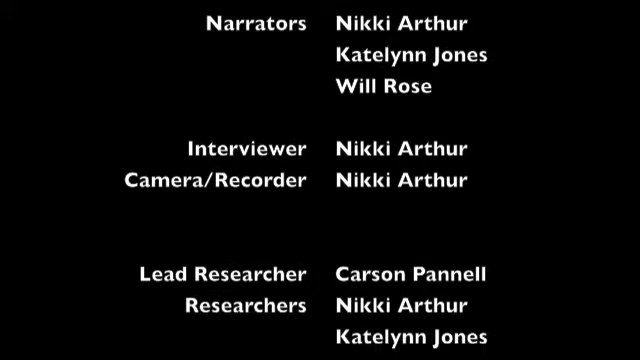 Narrators Nikki Arthur
Katelynn Jones
Will Rose
Interviewer Nikki Arthur
Camera/Recorder Nikki Arthur
Lead Researcher Carson Pannell
Researchers Nikki Arthur
Katelynn Jones